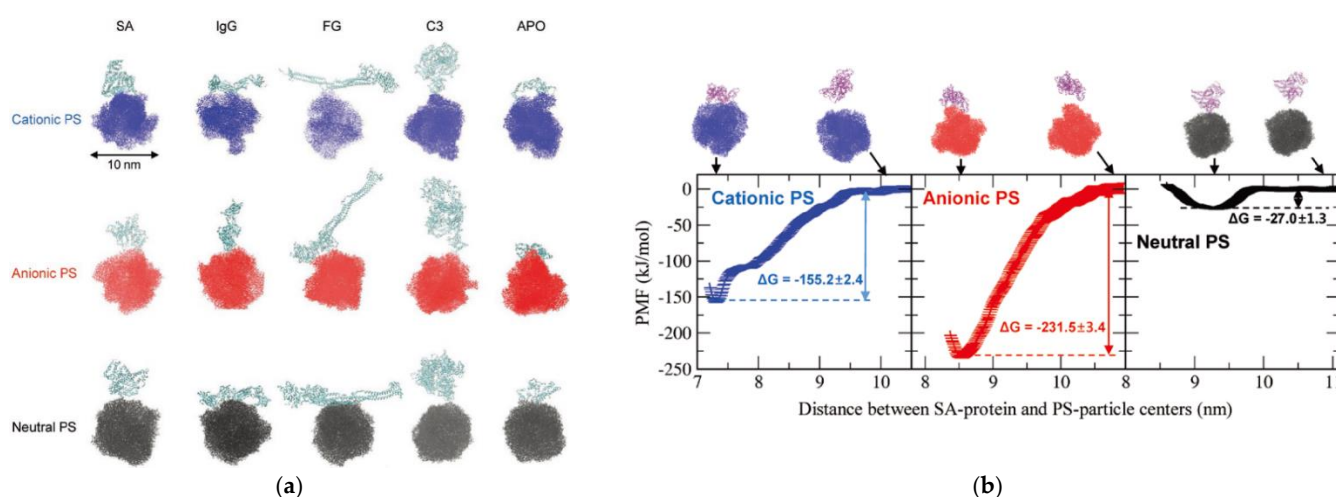 SA IgG FG C3 APO
Cationic PS
10 nm
Anionic PS
Neutral PS
(a)
0
-50
-100
-150
-200
-250
PMF (kJ/mol)
Cationic PS
ΔG = -155.2±2.4
Anionic PS
ΔG = -231.5±3.4
ΔG = -27.0±1.3
Neutral PS
7 8 9 10 8 9 10 8 9 10 11
Distance between SA-protein and PS-particle centers (nm)
(b)